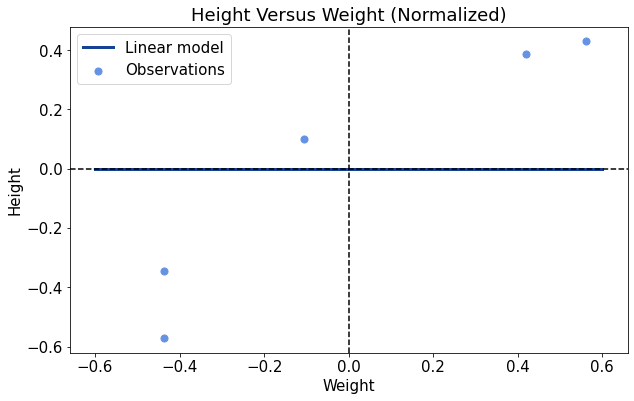 Height Versus Weight (Normalized)
Linear model
Observations
0.4
0.2
0.0
−0.2
−0.4
−0.6
Height
−0.6 −0.4 −0.2 0.0 0.2 0.4 0.6
Weight